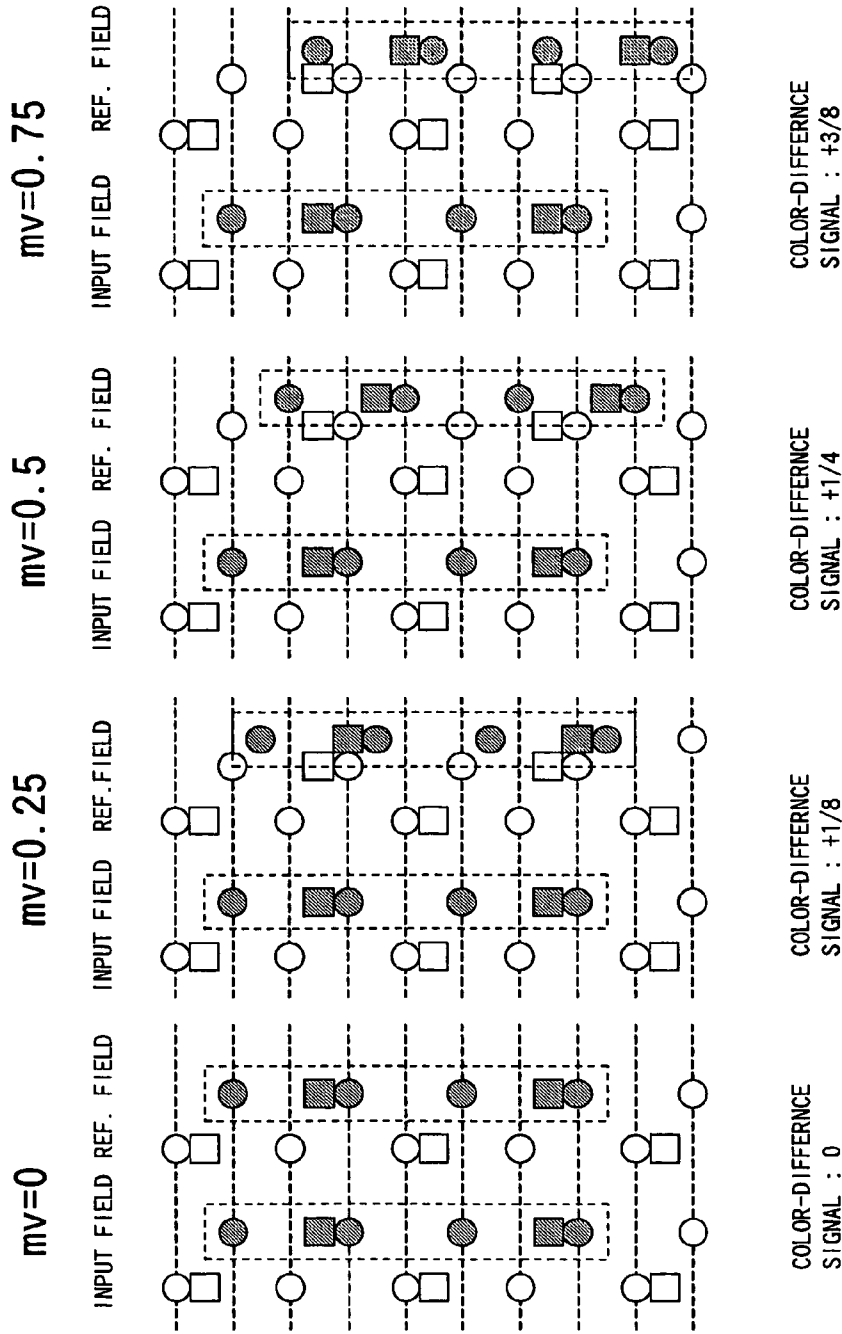 mv=0
INPUT FIELD REF. FIELD
COLOR-DIFFERNCE
SIGNAL : 0
mv=0.25
INPUT FIELD REF.FIELD
COLOR-DIFFERNCE
SIGNAL : +1/8
mv=0.5
INPUT FIELD REF. FIELD
COLOR-DIFFERNCE
SIGNAL : +1/4
mv=0.75
INPUT FIELD REF. FIELD
COLOR-DIFFERNCE
SIGNAL : +3/8